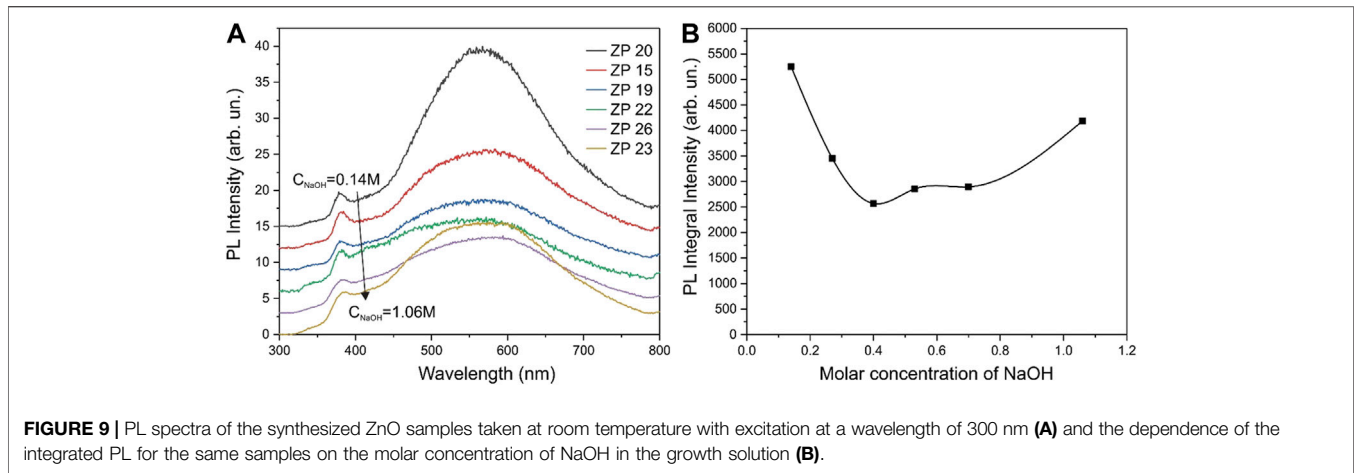 A
PL Intensity (arb. un.)
40
35
30
25
20
15
10
5
0
ZP 20
ZP 15
ZP 19
ZP 22
ZP 26
ZP 23
C_NaOH=0.14M
C_NaOH=1.06M
300 400 500 600 700 800
Wavelength (nm)
B
PL Integral Intensity (arb. un.)
6000
5500
5000
4500
4000
3500
3000
2500
2000
1500
1000
500
0
0.0 0.2 0.4 0.6 0.8 1.0 1.2
Molar concentration of NaOH
FIGURE 9 | PL spectra of the synthesized ZnO samples taken at room temperature with excitation at a wavelength of 300 nm (A) and the dependence of the
integrated PL for the same samples on the molar concentration of NaOH in the growth solution (B).